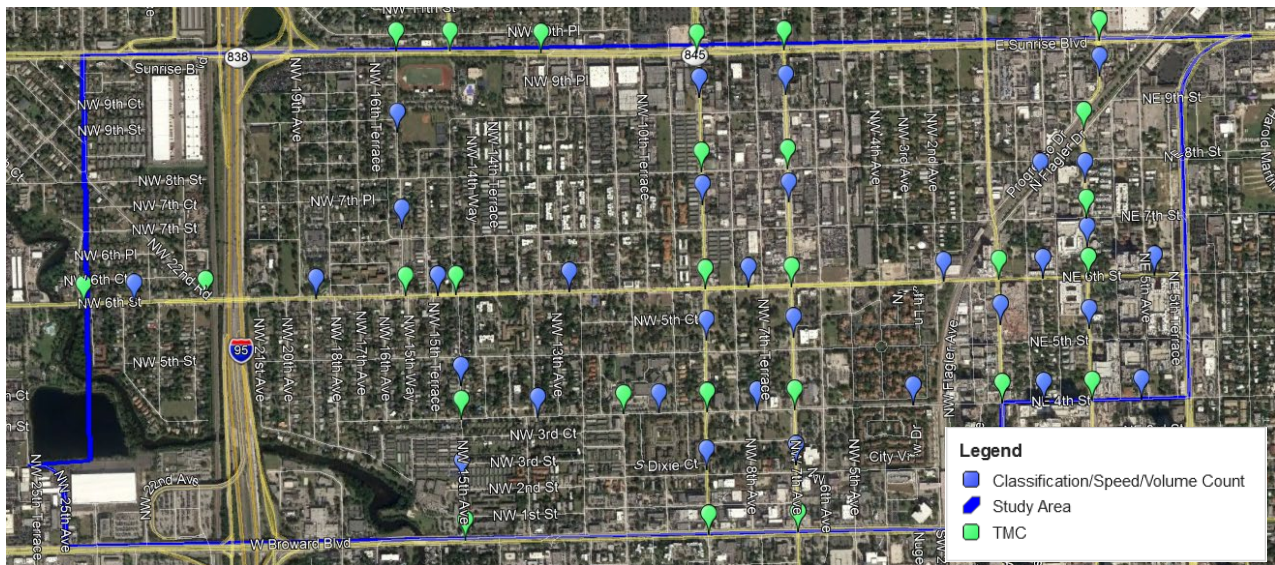 NW 10th Pl
838
845
E Sunrise Blvd
NW 19th Ave
NW 16th Terrace
NW 9th Pl
NW 10th Terrace
NW 9th Ct
NW 9th St
NE 9th St
NW 4th Ave
NW 3rd Ave
NW 2nd Ave
Progresso Dr
N Flagler Dr
NW 14th Way
NW 14th Terrace
NW 8th St
NW 7th Ct
NW 7th Pl
NW 7th St
NE 7th St
NW 6th Pl
NW 22nd Rd
NW 6th Ct
NW 6th St
NE 6th St
NE 5th Ave
NE 5th Terrace
95
NW 21st Ave
NW 20th Ave
NW 18th Ave
NW 17th Ave
NW 16th Ave
NW 15th Way
NW 15th Terrace
NW 13th Ave
NW 5th Ct
NW 7th Terrace
NW 5th St
NE 5th St
NW Flagler Ave
NE 4th St
NW 3rd Ct
NW 3rd St
S Dixie Ct
NW 2nd St
NW 1st St
NW 22nd Ave
NW 25th Terrace
NW 25th Ave
NW 15th Ave
NW 8th Ave
NW 7th Ave
NW 6th Ave
NW 5th Ave
W Broward Blvd
Legend
Classification/Speed/Volume Count
Study Area
TMC